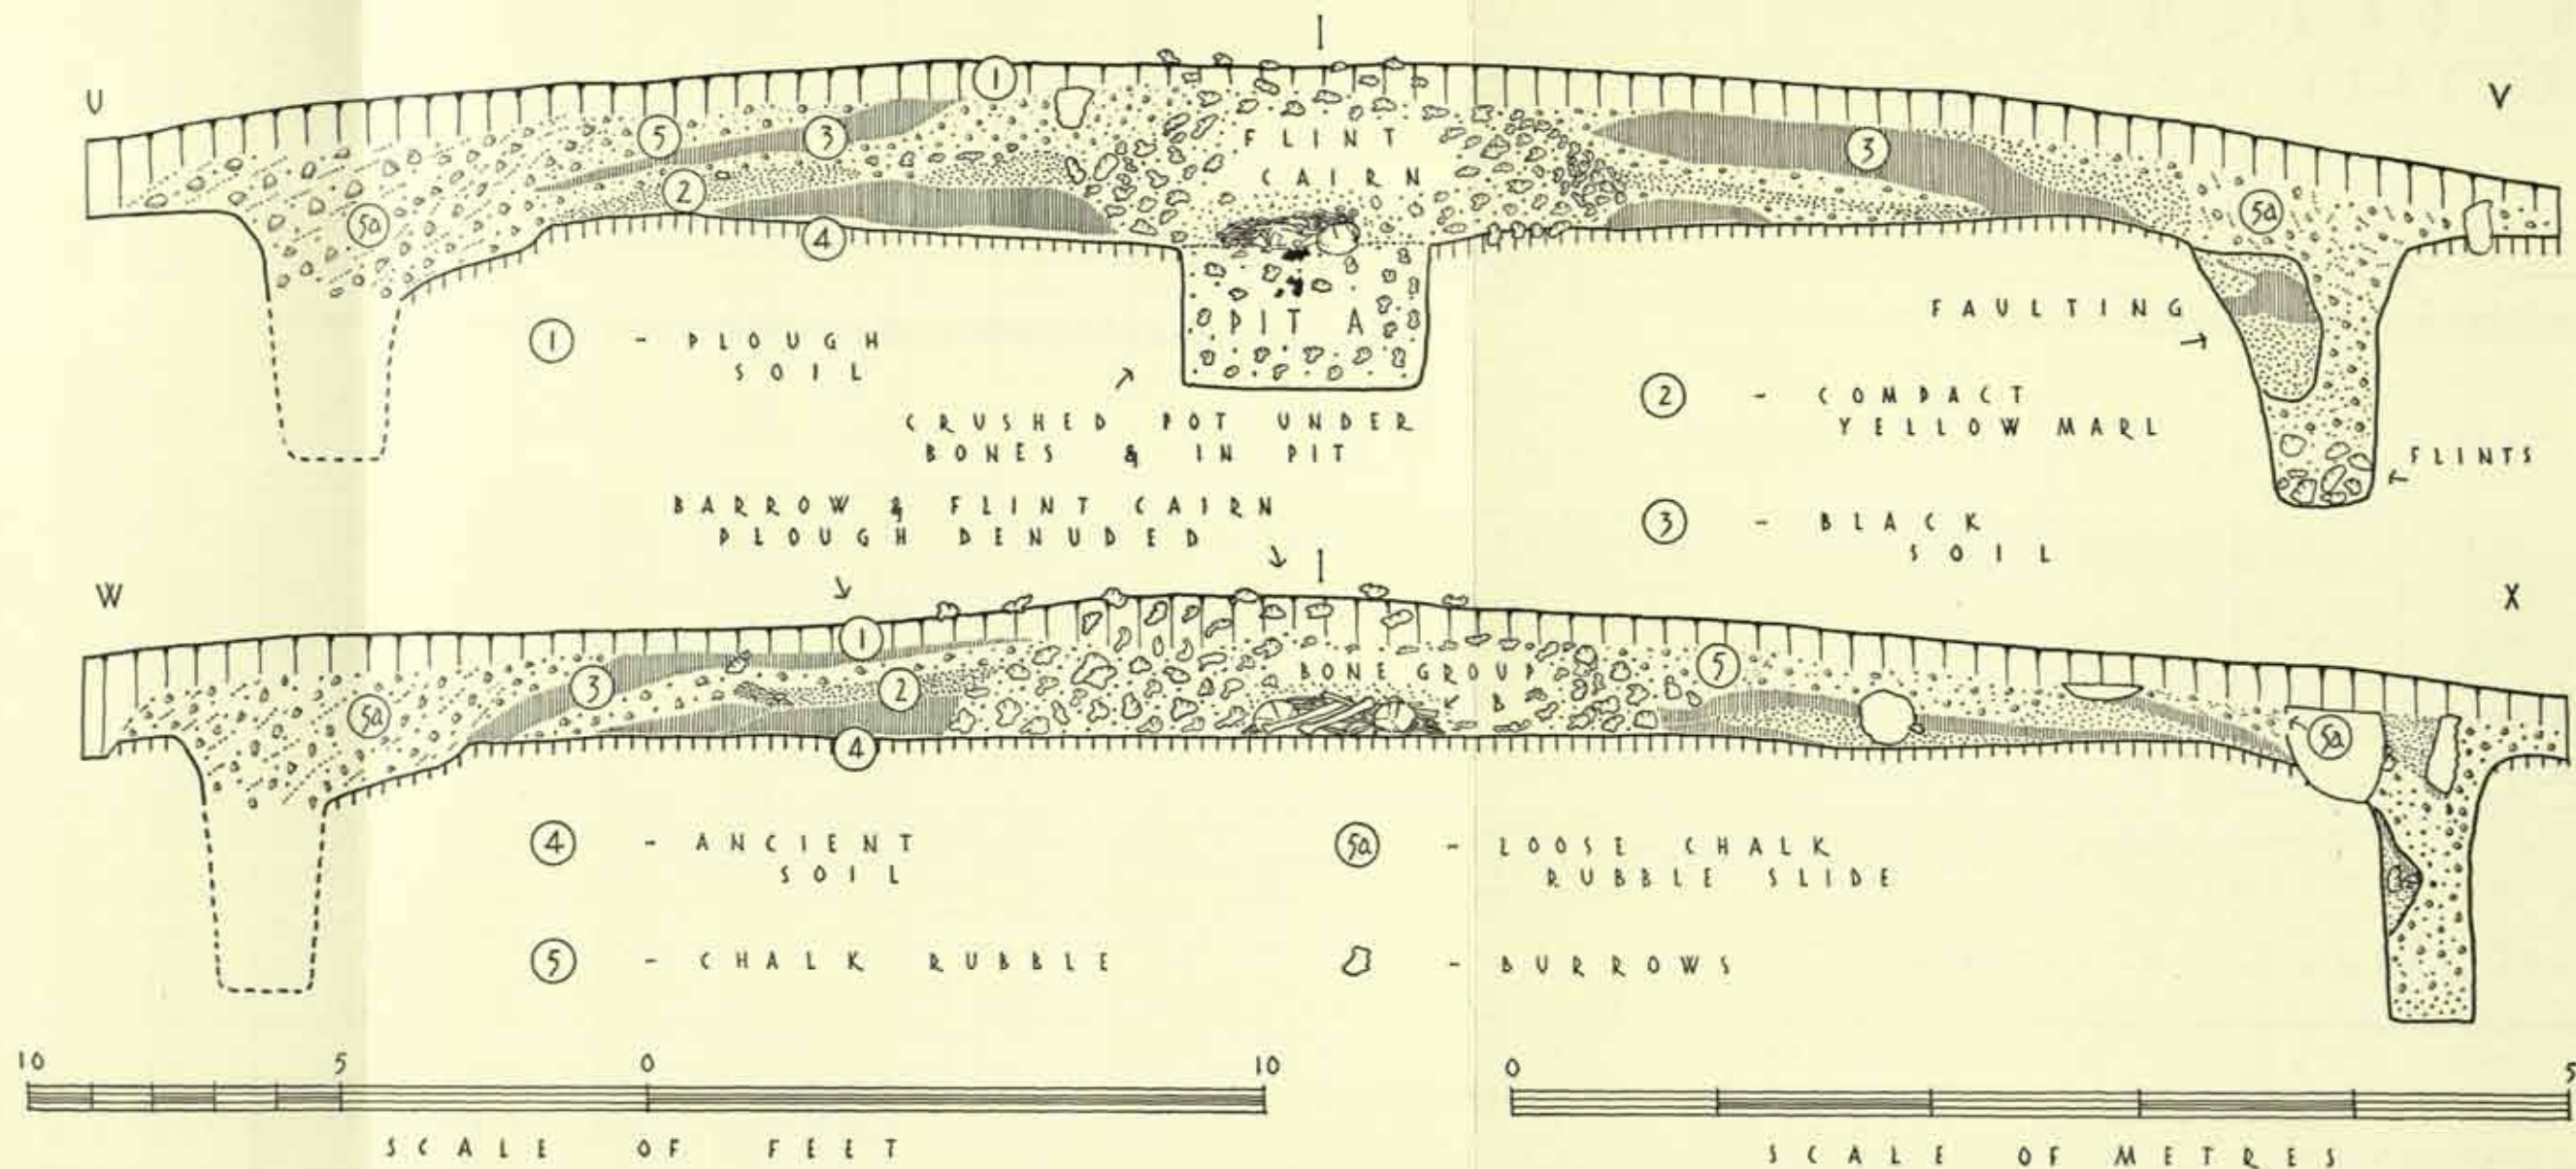 I
U
V
1
5
3
3
FLINT
CAIRN
2
5a
5a
4
FAULTING
PIT A
1 - PLOUGH
SOIL
2 - COMPACT
YELLOW MARL
CRUSHED POT UNDER
BONES & IN PIT
FLINTS
BARROW & FLINT CAIRN
PLOUGH DENUDED
3 - BLACK
SOIL
I
W
X
1
5
3
2
BONE GROUP
B
5a
5a
4
4 - ANCIENT
SOIL
5a - LOOSE CHALK
RUBBLE SLIDE
5 - CHALK RUBBLE
- BURROWS
10 5 0 10
0 5
SCALE OF FEET
SCALE OF METRES